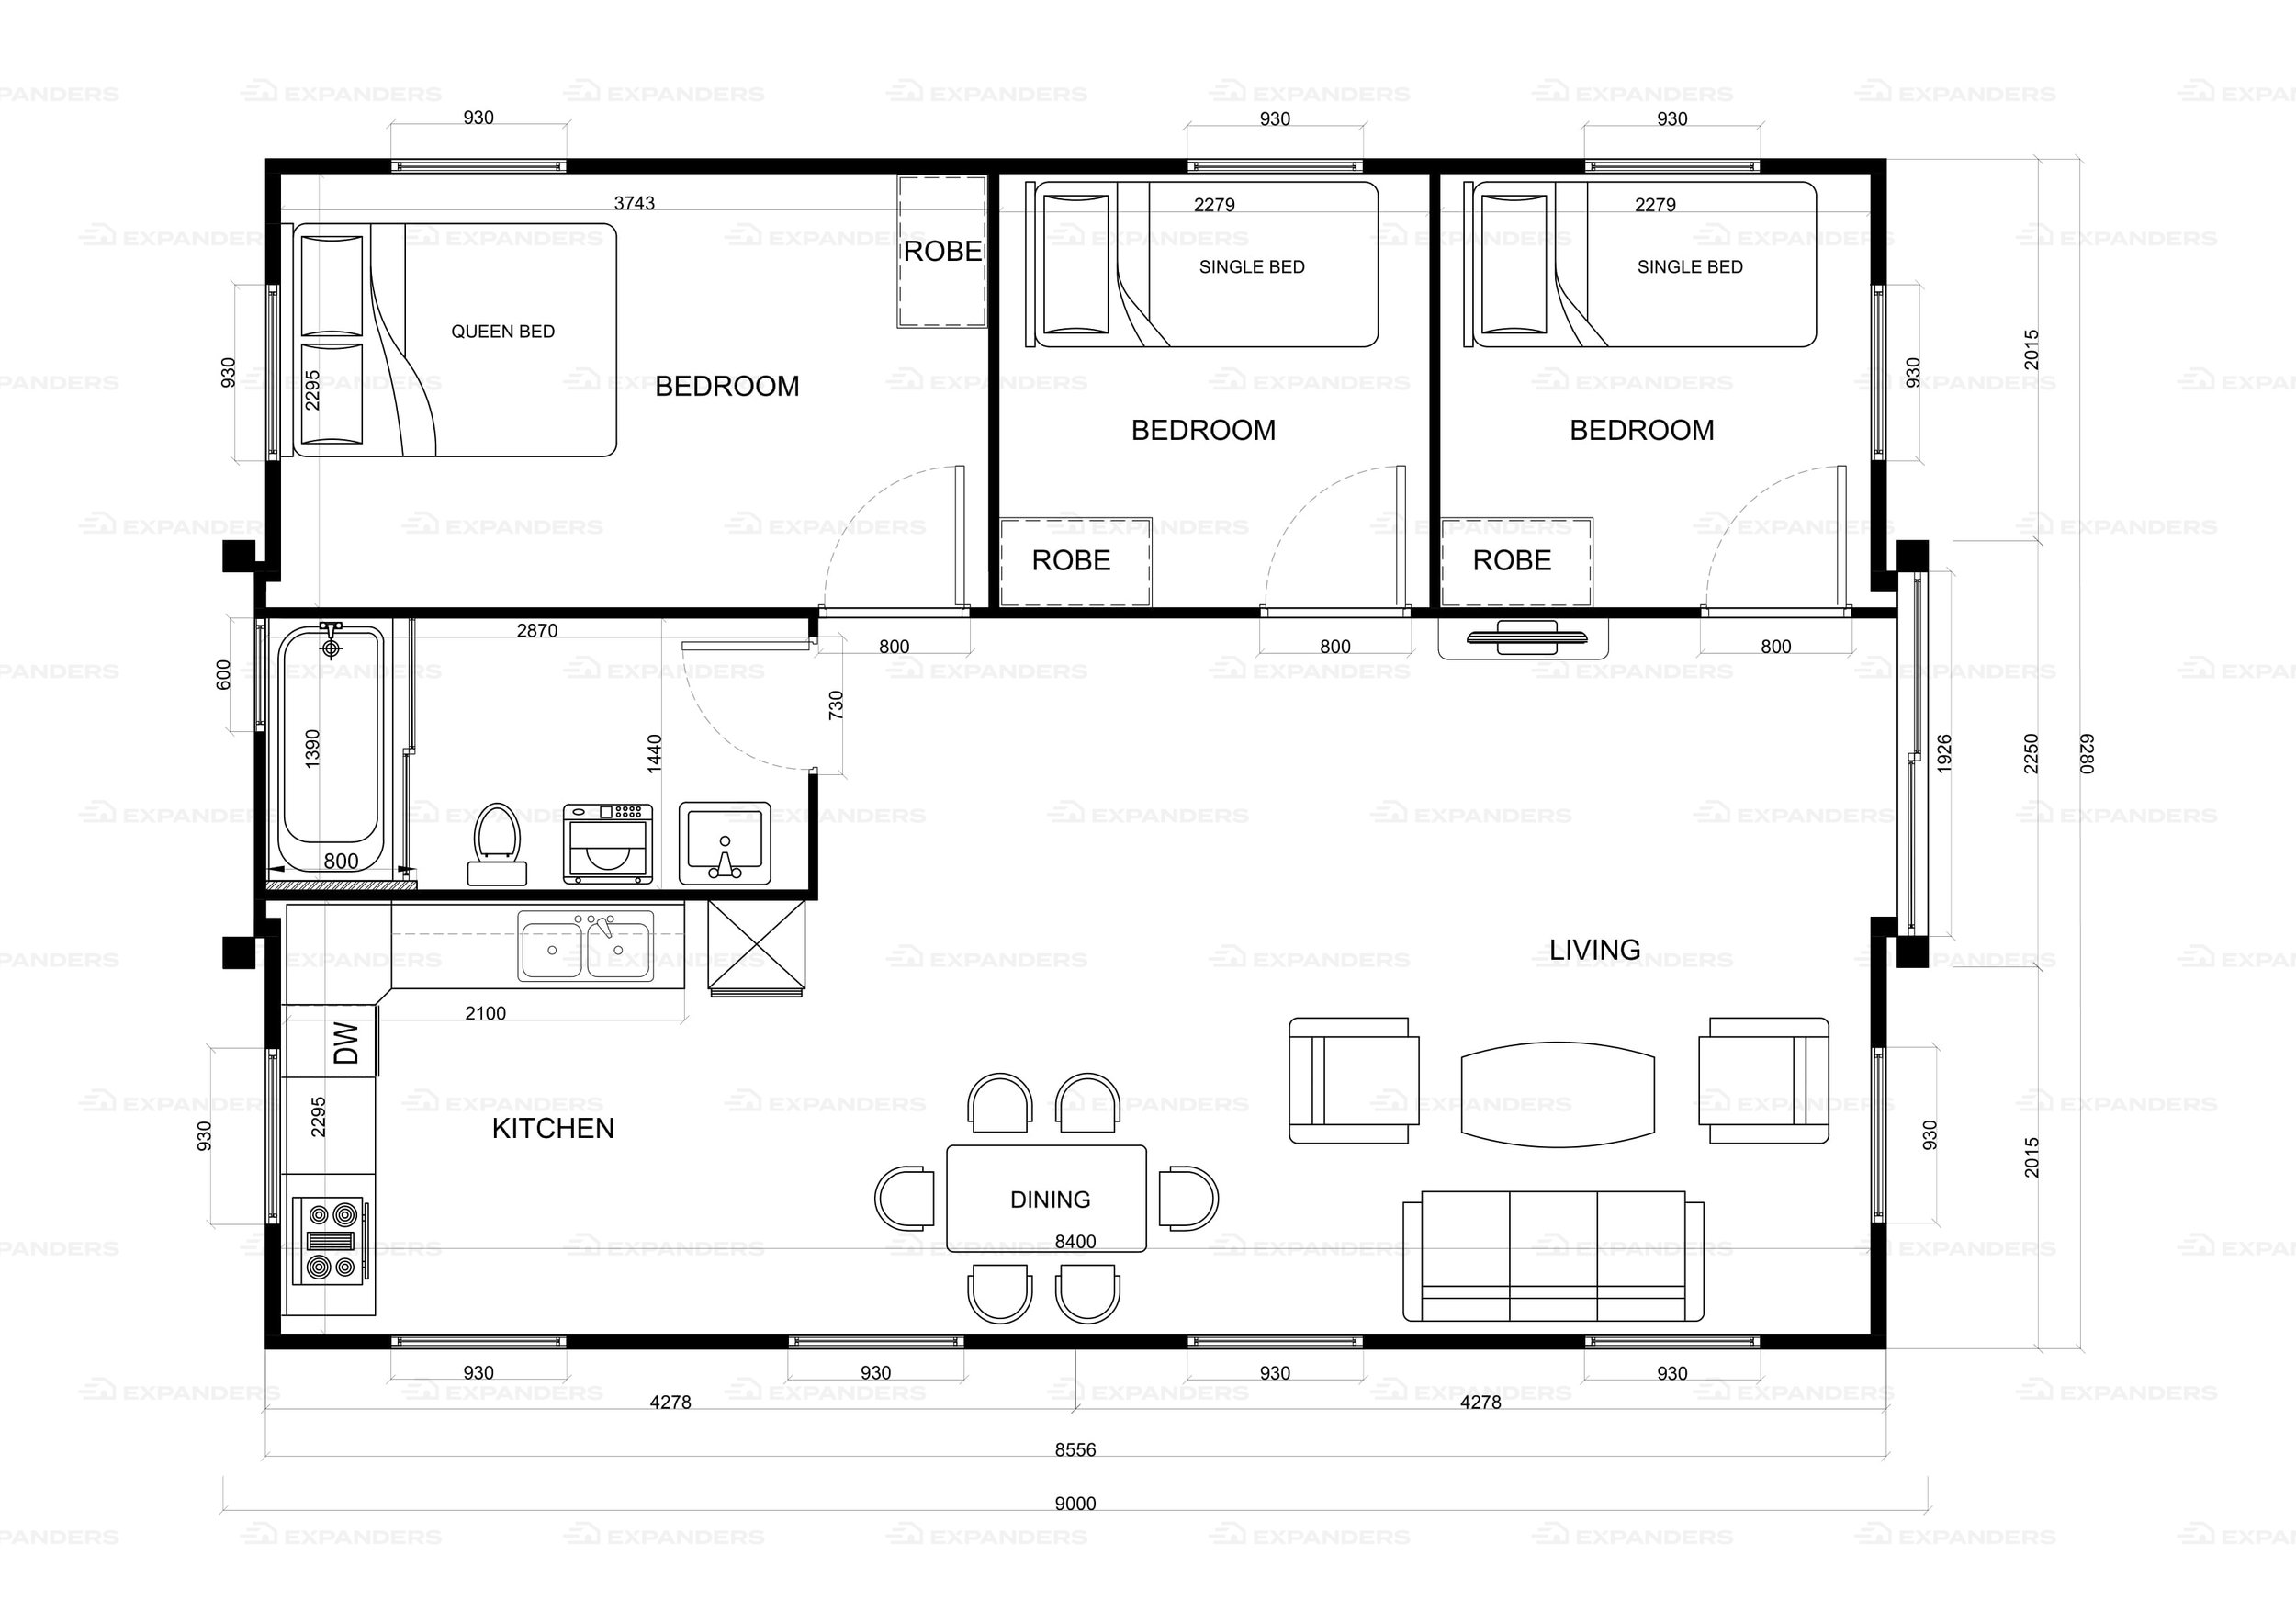 930 930 930
3743 2279 2279
ROBE
SINGLE BED SINGLE BED
QUEEN BED
930 2295 930 2015
BEDROOM
BEDROOM BEDROOM
ROBE ROBE
2870 800 800 800
600 730
1390 1440 1926 2250 6280
800
LIVING
2100
DW
KITCHEN
930 2295 930 2015
DINING
8400
930 930 930 930
4278 4278
8556
9000
EXPANDERS